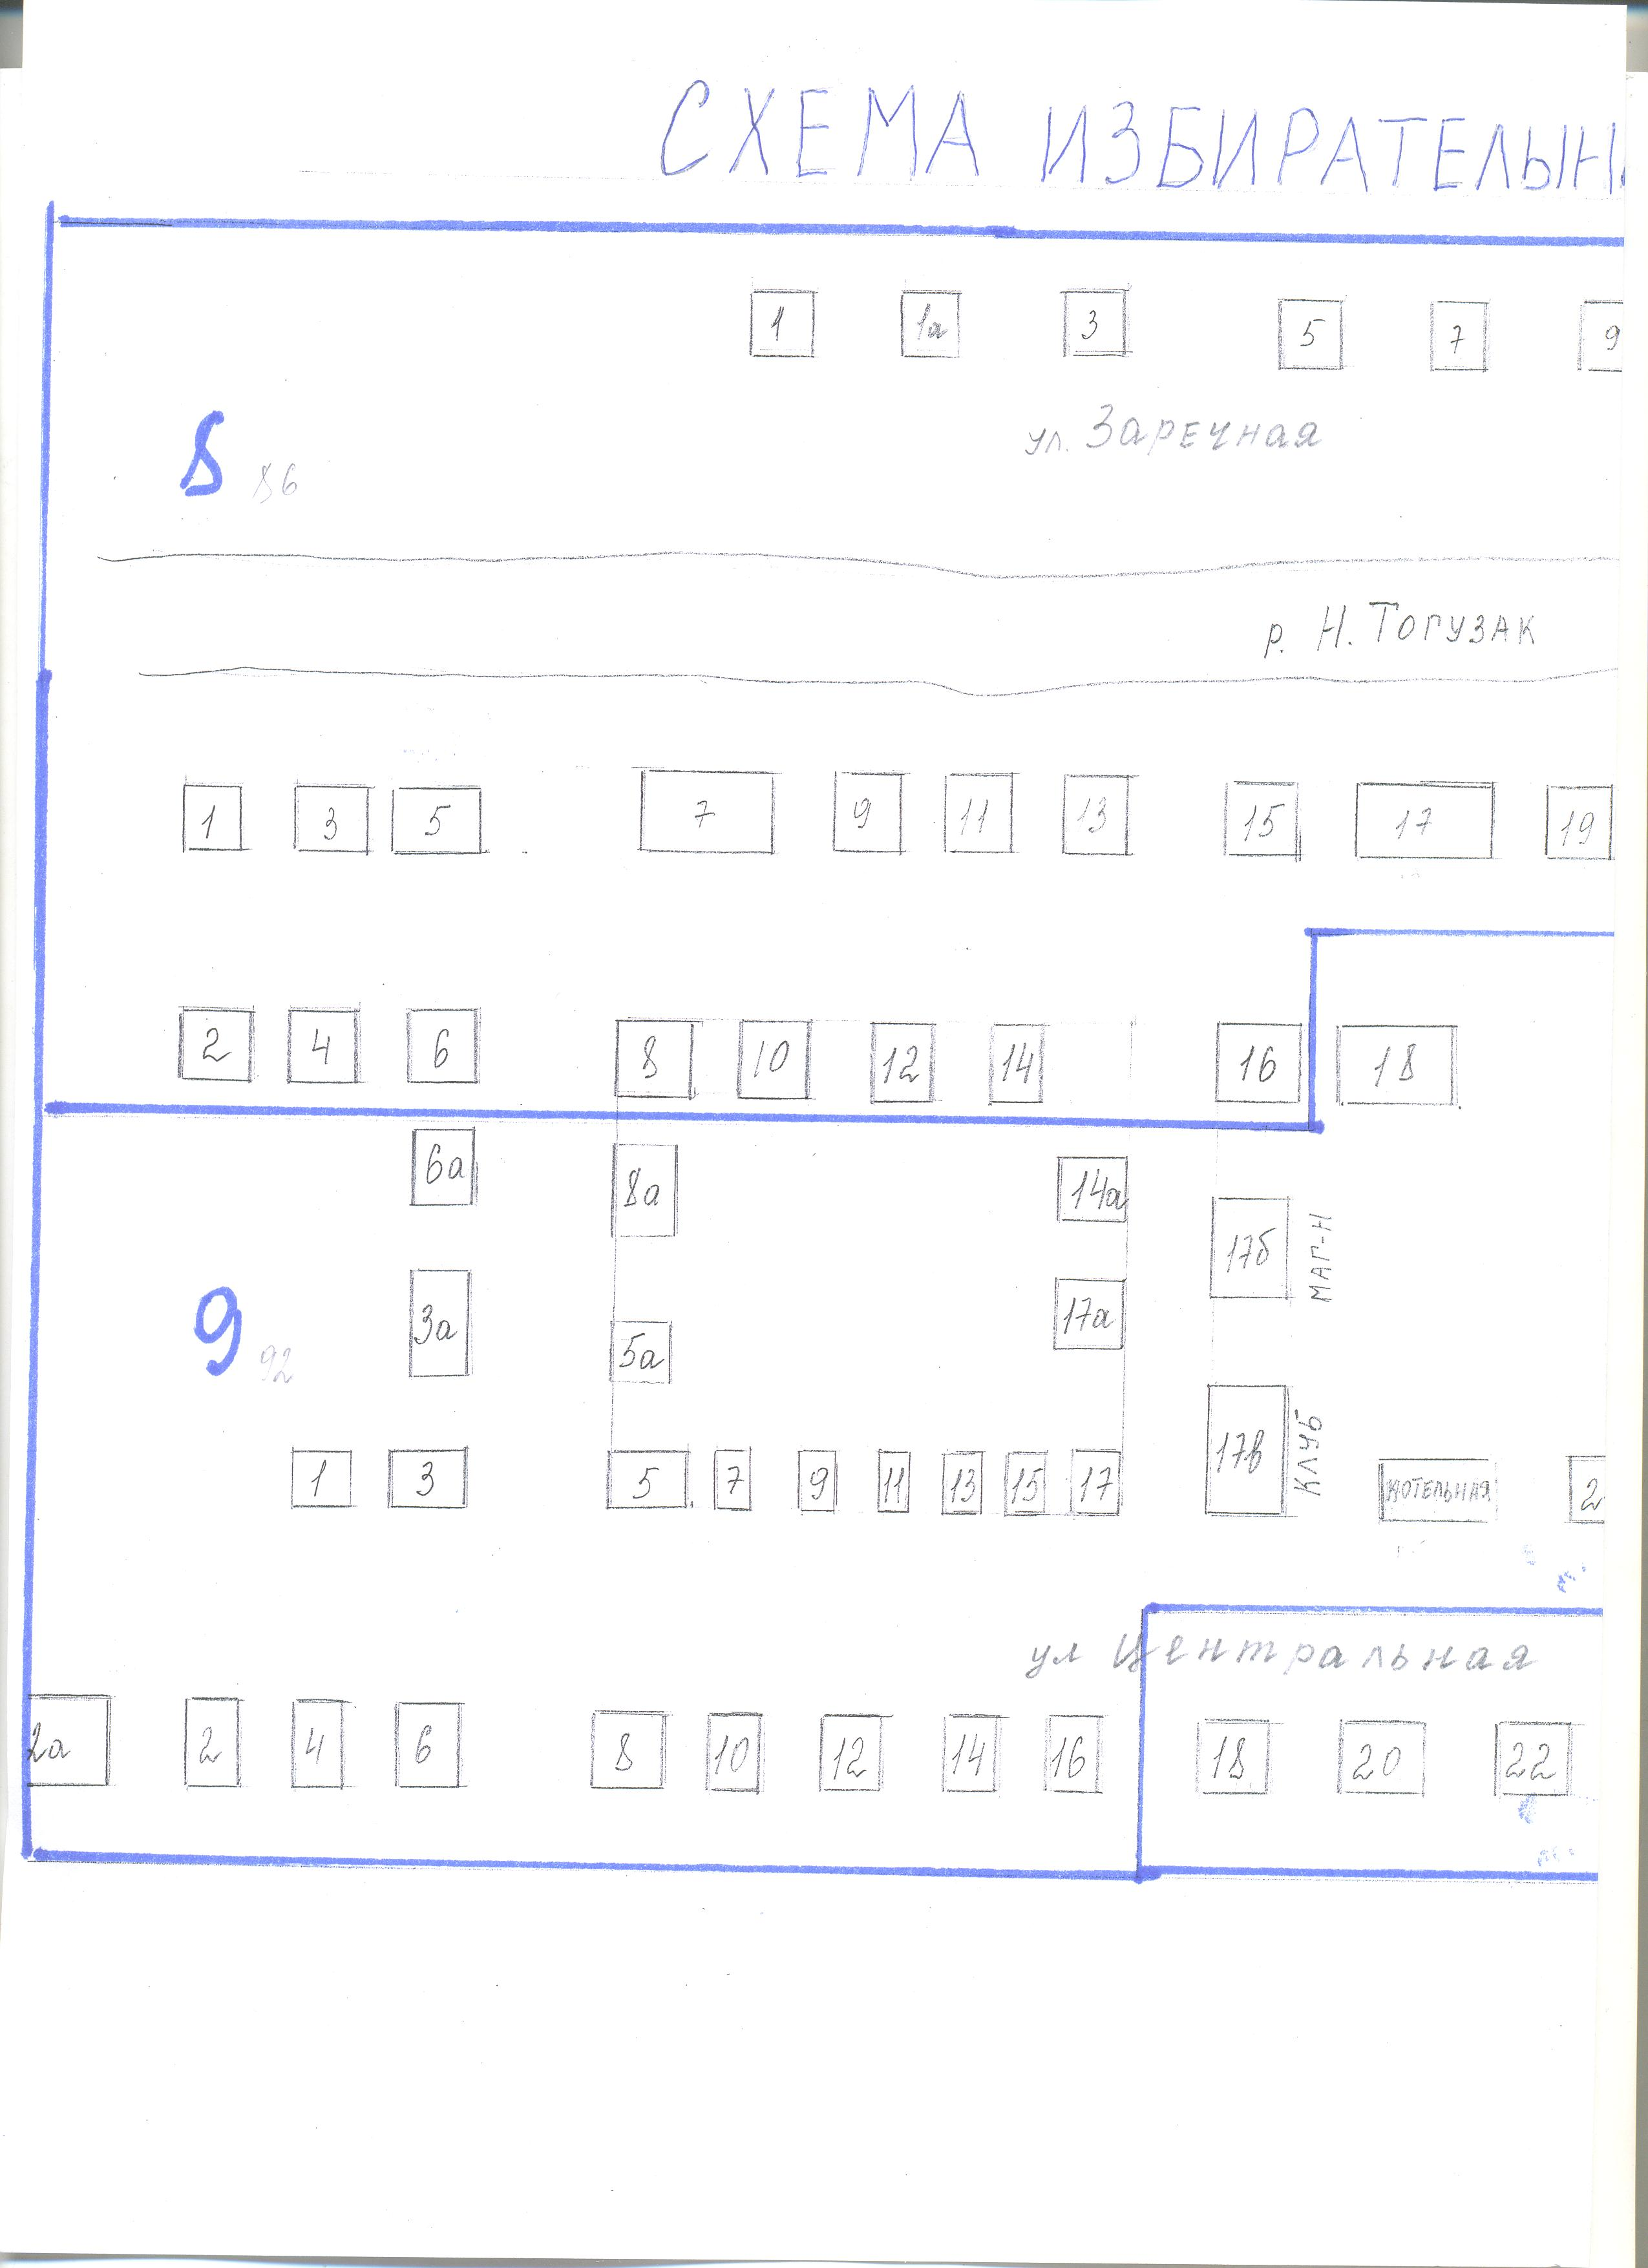 СХЕМА ИЗБИРАТЕЛЬН
1 1а 3 5 7 9
ул. Заречная
8 86
р. Н. Тогузак
1 3 5 7 9 11 13 15 17 19
2 4 6 8 10 12 14 16 18
6а 8а 14а
17б МАГ-Н
3а 5а 17а
9 92
1 3 5 7 9 11 13 15 17 17в КЛУБ КОТЕЛЬНАЯ 2
ул Центральная
2а 2 4 6 8 10 12 14 16 18 20 22